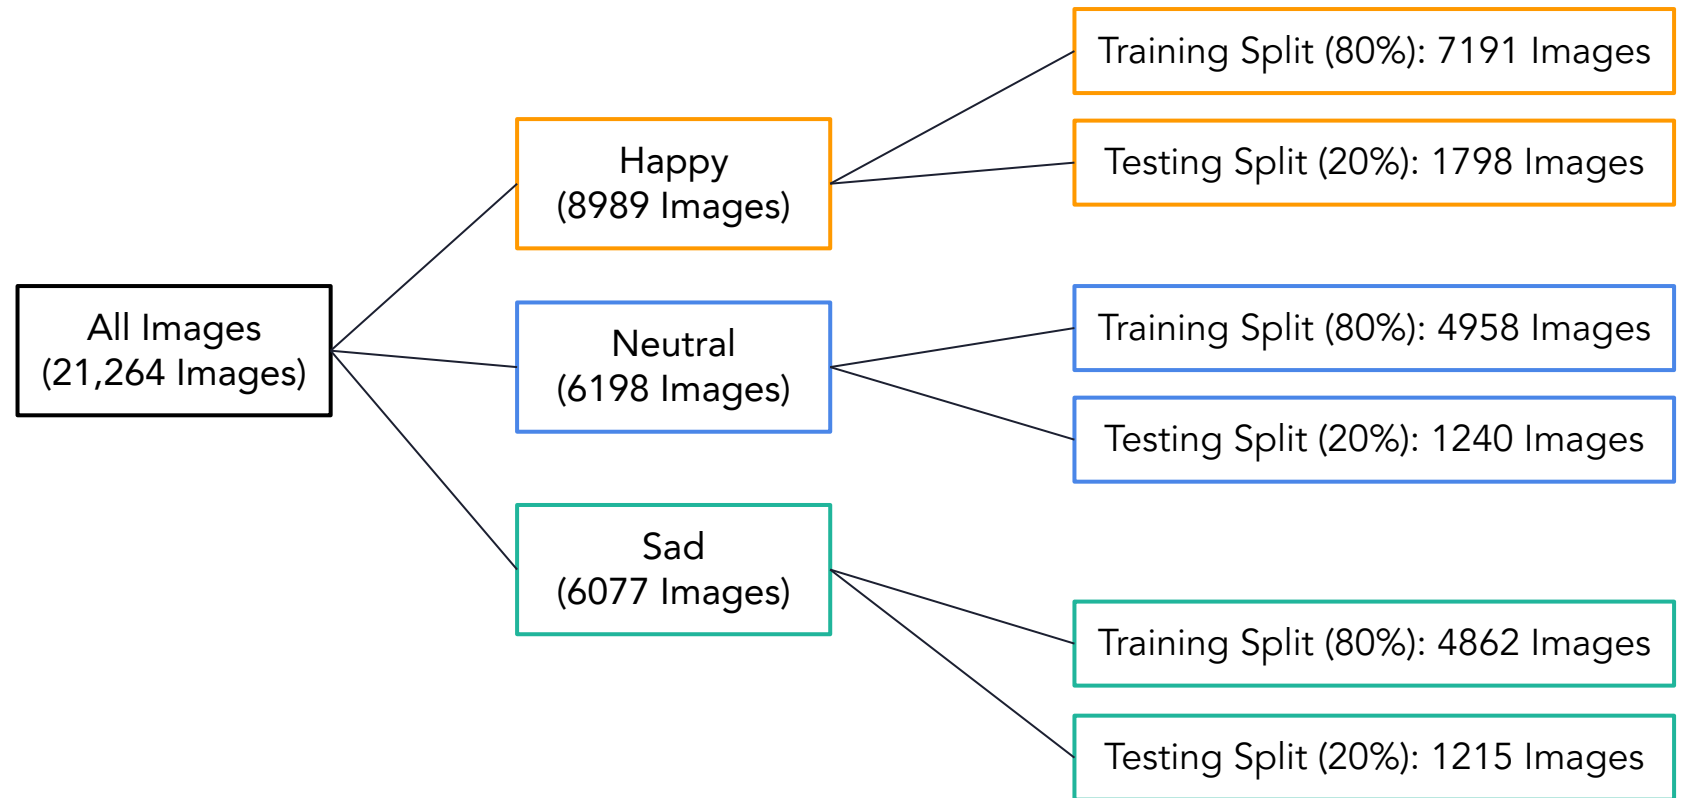 All Images
(21,264 Images)
Happy
(8989 Images)
Training Split (80%): 7191 Images
Testing Split (20%): 1798 Images
Neutral
(6198 Images)
Training Split (80%): 4958 Images
Testing Split (20%): 1240 Images
Sad
(6077 Images)
Training Split (80%): 4862 Images
Testing Split (20%): 1215 Images